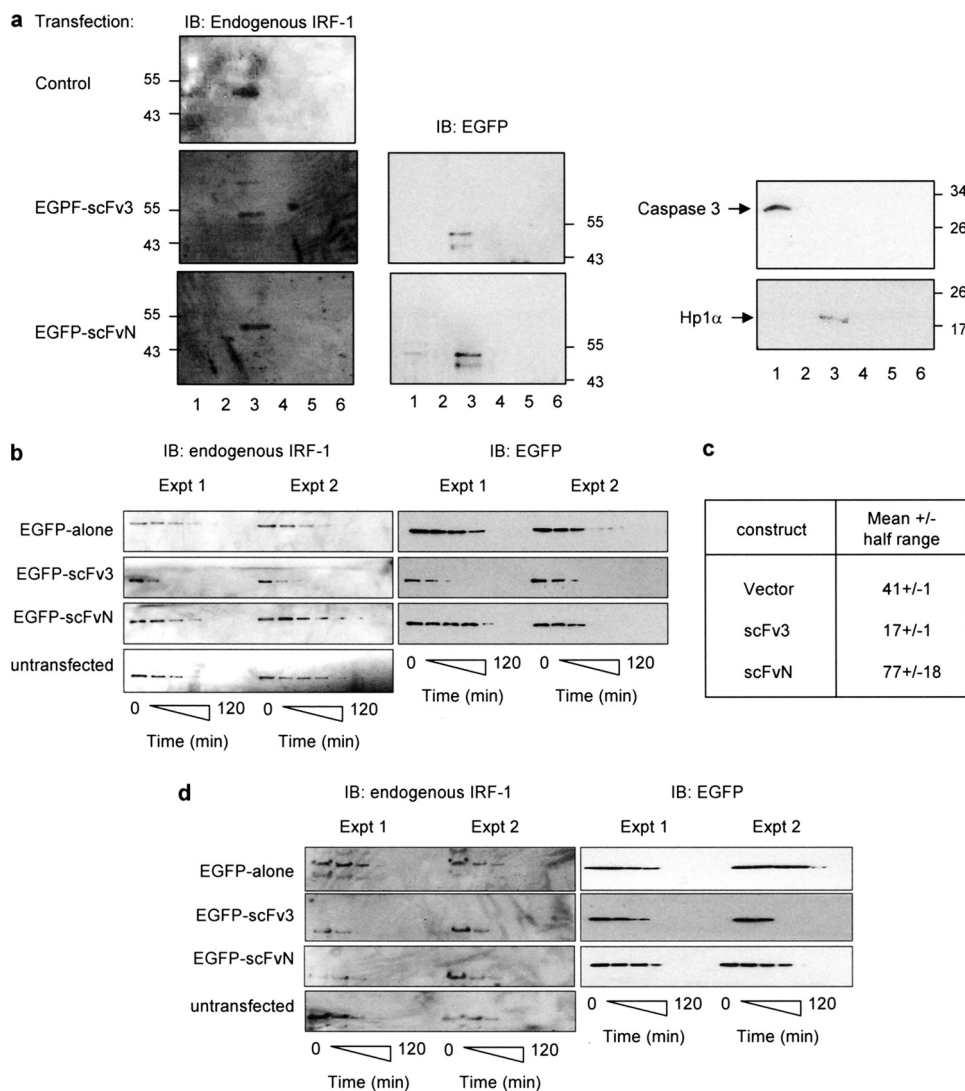 a Transfection: IB: Endogenous IRF-1
Control
55
43
IB: EGFP
EGPF-scFv3
55
43
55
43
EGFP-scFvN
55
43
55
43
1 2 3 4 5 6
1 2 3 4 5 6
Caspase 3
34
26
Hp1α
26
17
1 2 3 4 5 6
b IB: endogenous IRF-1 IB: EGFP
Expt 1 Expt 2 Expt 1 Expt 2
EGFP-alone
EGFP-scFv3
EGFP-scFvN
untransfected
0 120 0 120
Time (min) Time (min)
0 120 0 120
Time (min) Time (min)
c
construct Mean +/- half range
Vector 41+/-1
scFv3 17+/-1
scFvN 77+/-18
d IB: endogenous IRF-1 IB: EGFP
Expt 1 Expt 2 Expt 1 Expt 2
EGFP-alone
EGFP-scFv3
EGFP-scFvN
untransfected
0 120 0 120
Time (min) Time (min)
0 120 0 120
Time (min) Time (min)